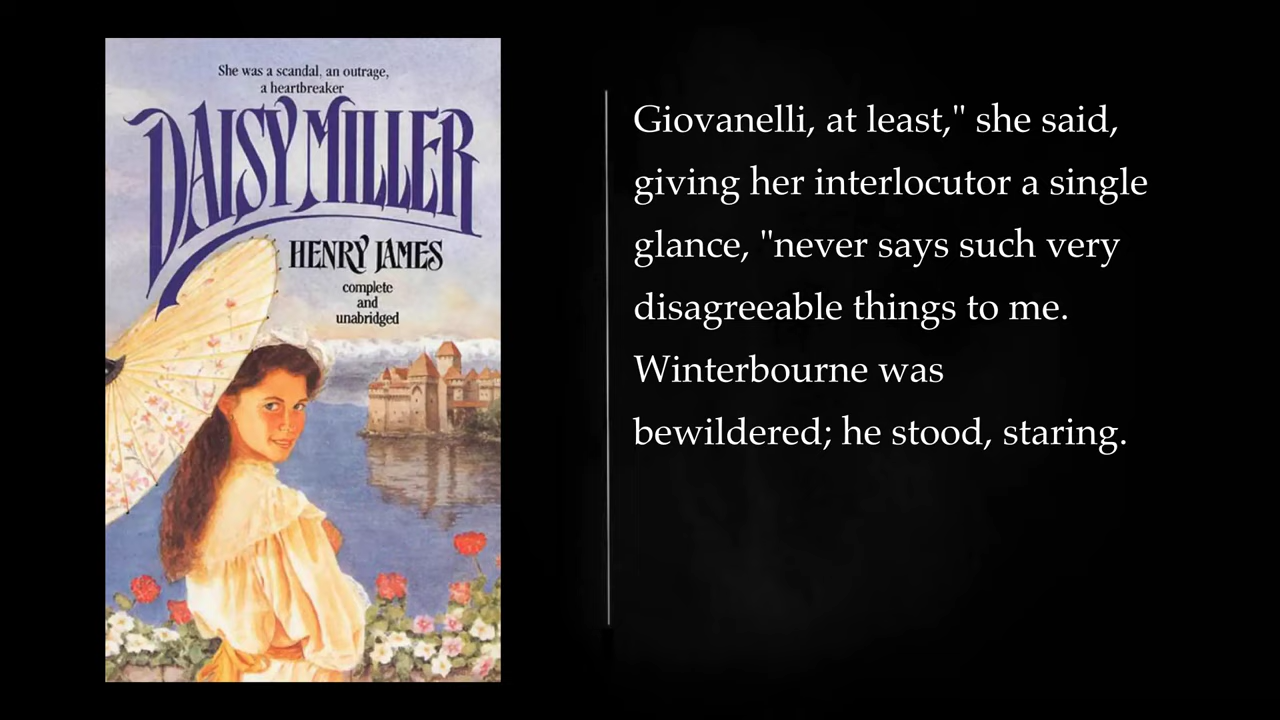 She was a scandal, an outrage,
a heartbreaker
DAISY MILLER
HENRY JAMES
complete
and
unabridged
Giovanelli, at least," she said,
giving her interlocutor a single
glance, "never says such very
disagreeable things to me.
Winterbourne was
bewildered; he stood, staring.